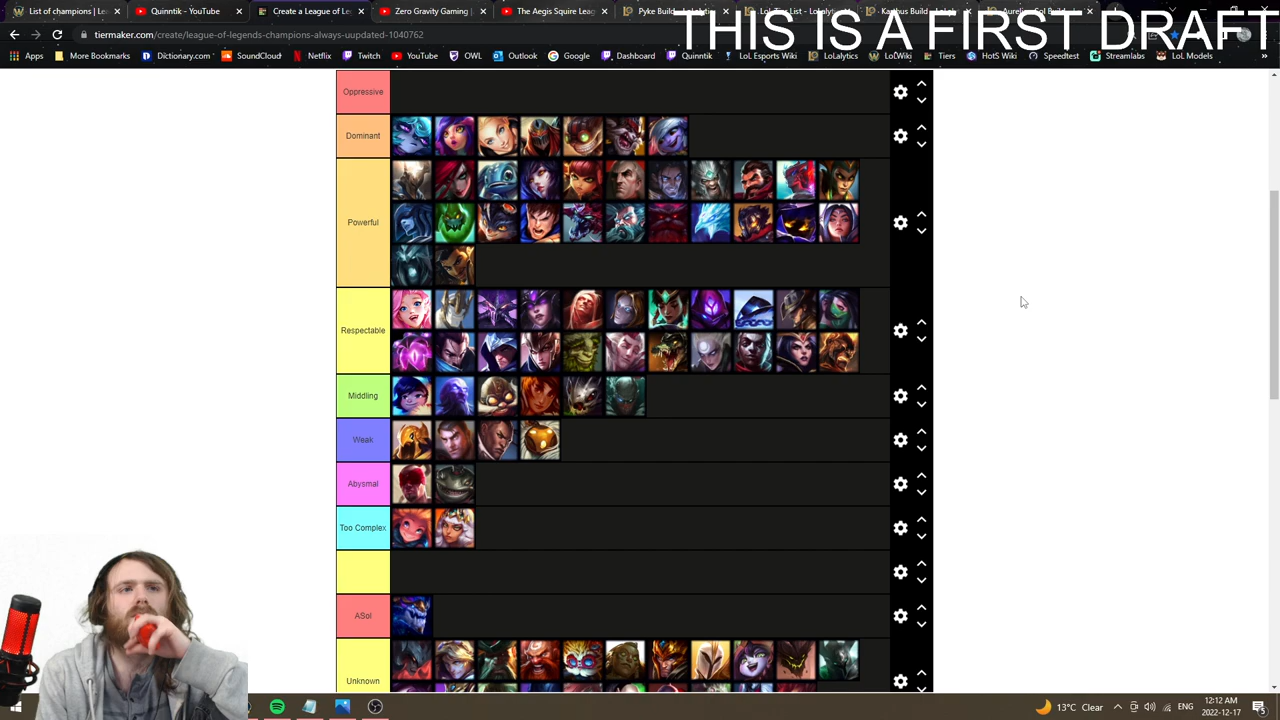 List of champions | Le
Quinntik - YouTube
Create a League of Leg
Zero Gravity Gaming |
The Aegis Squire Leag
Pyke Build
THIS IS A FIRST DRAFT
tiermaker.com/create/league-of-legends-champions-always-uupdated-1040762
Apps
More Bookmarks
Dictionary.com
SoundCloud
Netflix
Twitch
YouTube
OWL
Outlook
Google
Dashboard
Quinntik
LoL Esports Wiki
LoLalytics
LolWiki
Tiers
HotS Wiki
Speedtest
Streamlabs
LoL Models
»
Oppressive
Dominant
Powerful
Respectable
Middling
Weak
Abysmal
Too Complex
ASol
Unknown
13°C Clear
ENG
12:12 AM
2022-12-17
5